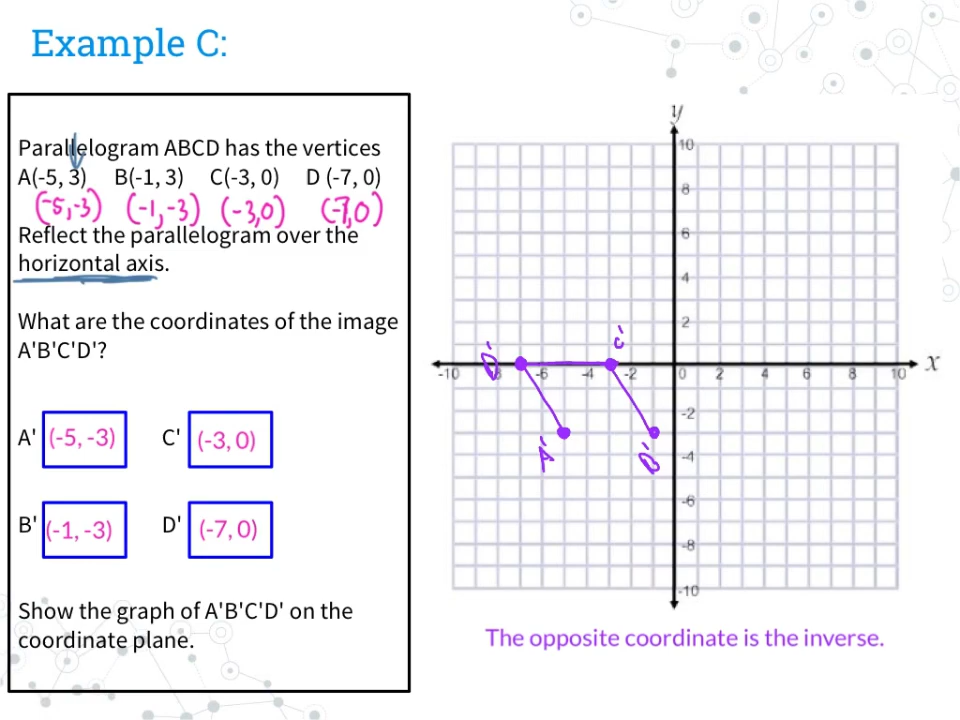 Example C:
Parallelogram ABCD has the vertices
A(-5, 3) B(-1, 3) C(-3, 0) D (-7, 0)
(-5,-3) (-1,-3) (-3,0) (-7,0)
Reflect the parallelogram over the
horizontal axis.
What are the coordinates of the image
A'B'C'D'?
A' (-5, -3) C' (-3, 0)
B' (-1, -3) D' (-7, 0)
Show the graph of A'B'C'D' on the
coordinate plane.
y
10
8
6
4
2
D' C'
-10 -8 -6 -4 -2 0 2 4 6 8 10 x
-2
A' B'
-4
-6
-8
-10
The opposite coordinate is the inverse.